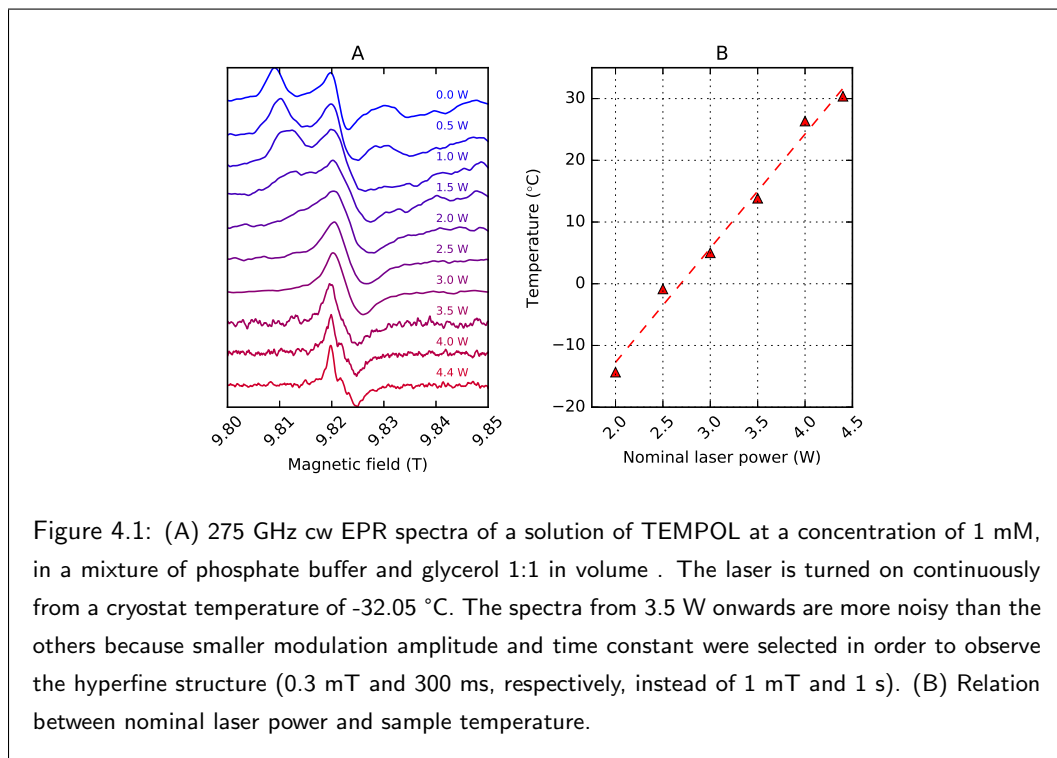 A
B
0.0 W
0.5 W
1.0 W
1.5 W
2.0 W
2.5 W
3.0 W
3.5 W
4.0 W
4.4 W
9.80 9.81 9.82 9.83 9.84 9.85
Magnetic field (T)
30
20
10
0
−10
−20
Temperature (°C)
2.0 2.5 3.0 3.5 4.0 4.5
Nominal laser power (W)
Figure 4.1: (A) 275 GHz cw EPR spectra of a solution of TEMPOL at a concentration of 1 mM,
in a mixture of phosphate buffer and glycerol 1:1 in volume . The laser is turned on continuously
from a cryostat temperature of -32.05 °C. The spectra from 3.5 W onwards are more noisy than the
others because smaller modulation amplitude and time constant were selected in order to observe
the hyperfine structure (0.3 mT and 300 ms, respectively, instead of 1 mT and 1 s). (B) Relation
between nominal laser power and sample temperature.